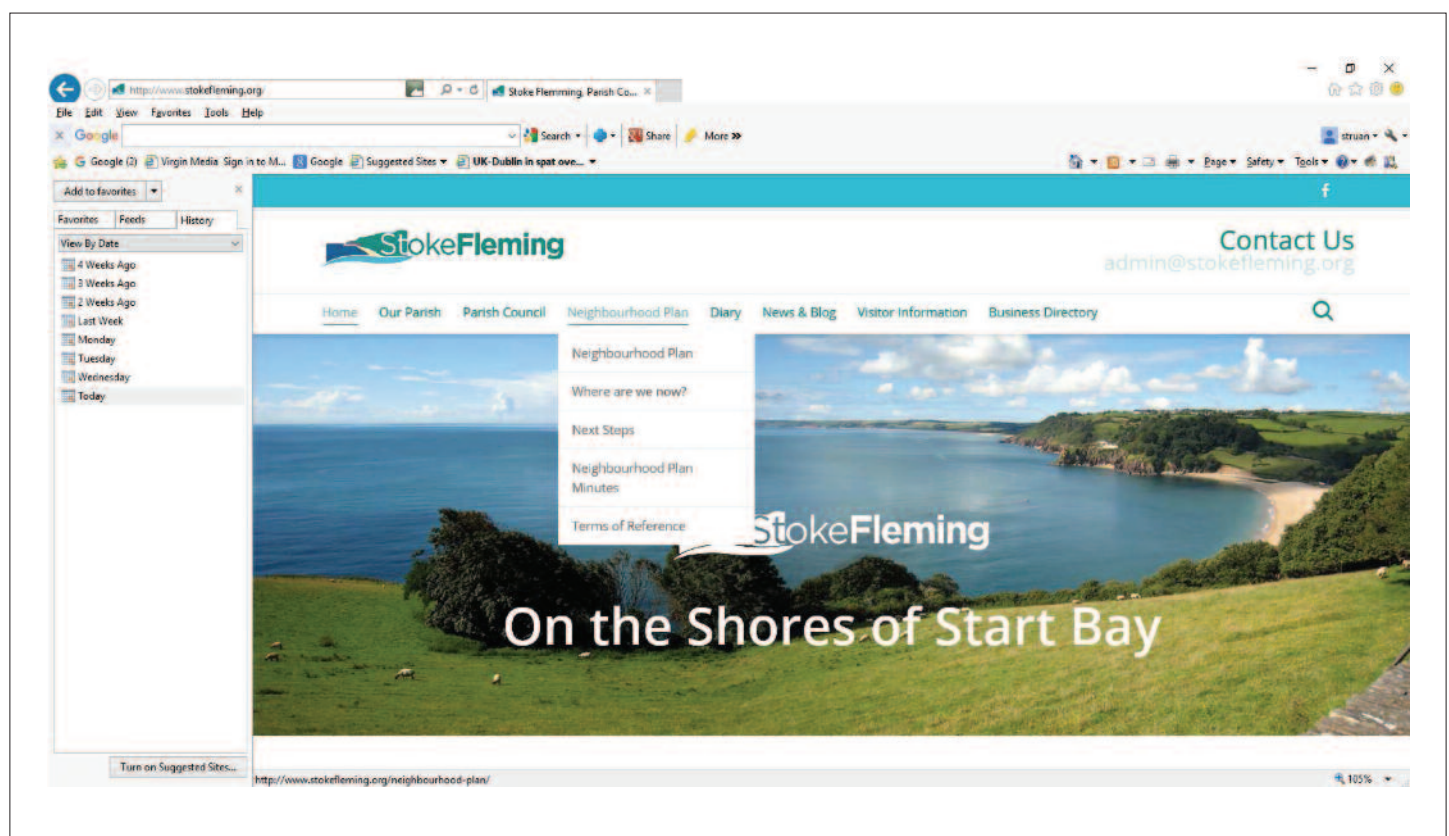 http://www.stokefleming.org/
Stoke Flemming, Parish Co...
File Edit View Favorites Tools Help
Google Search Share More >> struan
Google (2) Virgin Media Sign in to M... Google Suggested Sites UK-Dublin in spat ove... Page Safety Tools
Add to favorites
Favorites Feeds History
View By Date
4 Weeks Ago
3 Weeks Ago
2 Weeks Ago
Last Week
Monday
Tuesday
Wednesday
Today
Turn on Suggested Sites...
f
StokeFleming
Contact Us
admin@stokefleming.org
Home Our Parish Parish Council Neighbourhood Plan Diary News & Blog Visitor Information Business Directory
Neighbourhood Plan
Where are we now?
Next Steps
Neighbourhood Plan
Minutes
Terms of Reference
StokeFleming
On the Shores of Start Bay
http://www.stokefleming.org/neighbourhood-plan/
105%